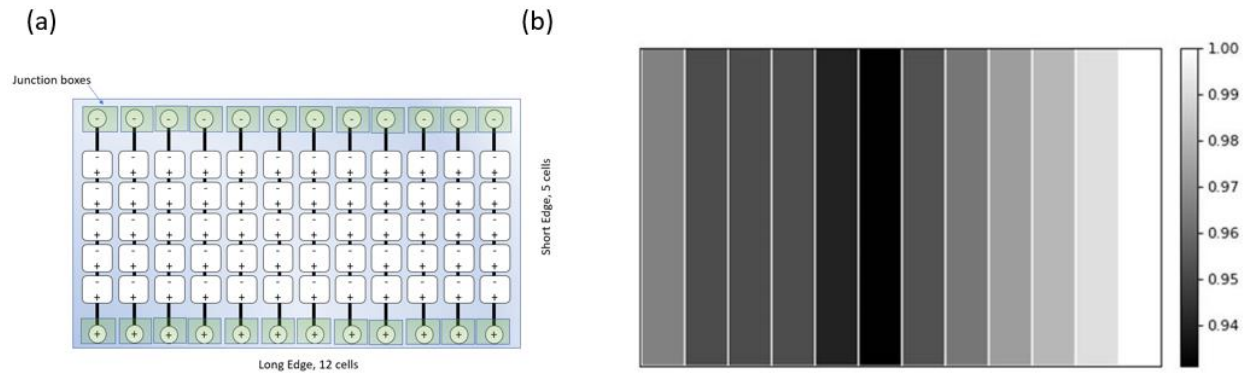 (a)
Junction boxes
- - - - - - - - - - - -
- - - - - - - - - - - -
+ + + + + + + + + + + +
- - - - - - - - - - - -
+ + + + + + + + + + + +
- - - - - - - - - - - -
+ + + + + + + + + + + +
- - - - - - - - - - - -
+ + + + + + + + + + + +
- - - - - - - - - - - -
+ + + + + + + + + + + +
+ + + + + + + + + + + +
Short Edge, 5 cells
Long Edge, 12 cells
(b)
1.00
0.99
0.98
0.97
0.96
0.95
0.94